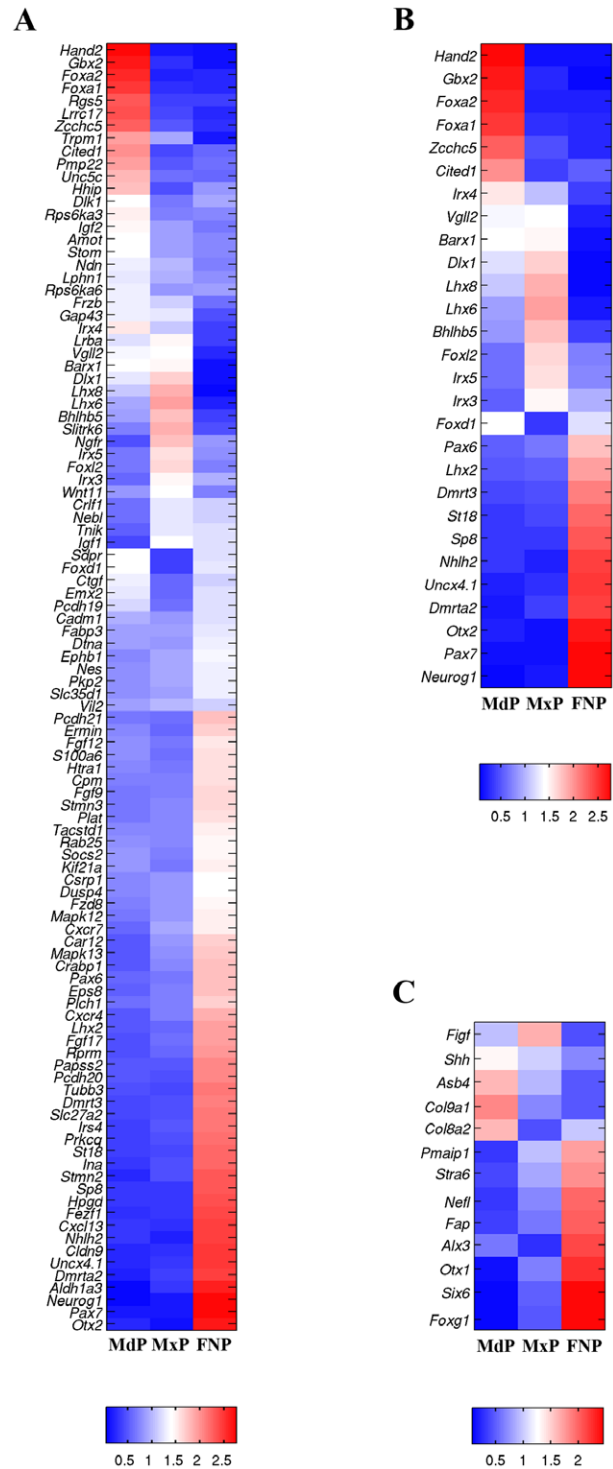 A
Hand2
Gbx2
Foxa2
Foxa1
Rgs5
Lrrc17
Zcchc5
Trpm1
Cited1
Pmp22
Unc5c
Hhip
Dlk1
Rps6ka3
Igf2
Amot
Stom
Ndn
Lphn1
Rps6ka6
Frzb
Gap43
Irx4
Lrba
Vgll2
Barx1
Dlx1
Lhx8
Lhx6
Bhlhb5
Slitrk6
Ngfr
Irx5
Foxl2
Irx3
Wnt11
Crlf1
Nebl
Tnik
Igf1
Sdpr
Foxd1
Ctgf
Emx2
Pcdh19
Cadm1
Fabp3
Dtna
Ephb1
Nes
Pkp2
Slc35d1
Vil2
Pcdh21
Ermin
Fgf12
S100a6
Htra1
Cpm
Fgf9
Stmn3
Plat
Tacstd1
Rab25
Socs2
Kif21a
Csrp1
Dusp4
Fzd8
Mapk12
Cxcr7
Car12
Mapk13
Crabp1
Pax6
Eps8
Plch1
Cxcr4
Lhx2
Fgf17
Rprm
Papss2
Pcdh20
Tubb3
Dmrt3
Slc27a2
Irs4
Prkcq
St18
Ina
Stmn2
Sp8
Hpgd
Fezf1
Cxcl13
Nhlh2
Cldn9
Uncx4.1
Dmrta2
Aldh1a3
Neurog1
Pax7
Otx2
MdP MxP FNP
0.5 1 1.5 2 2.5
B
Hand2
Gbx2
Foxa2
Foxa1
Zcchc5
Cited1
Irx4
Vgll2
Barx1
Dlx1
Lhx8
Lhx6
Bhlhb5
Foxl2
Irx5
Irx3
Foxd1
Pax6
Lhx2
Dmrt3
St18
Sp8
Nhlh2
Uncx4.1
Dmrta2
Otx2
Pax7
Neurog1
MdP MxP FNP
0.5 1 1.5 2 2.5
C
Figf
Shh
Asb4
Col9a1
Col8a2
Pmaip1
Stra6
Nefl
Fap
Alx3
Otx1
Six6
Foxg1
MdP MxP FNP
0.5 1 1.5 2